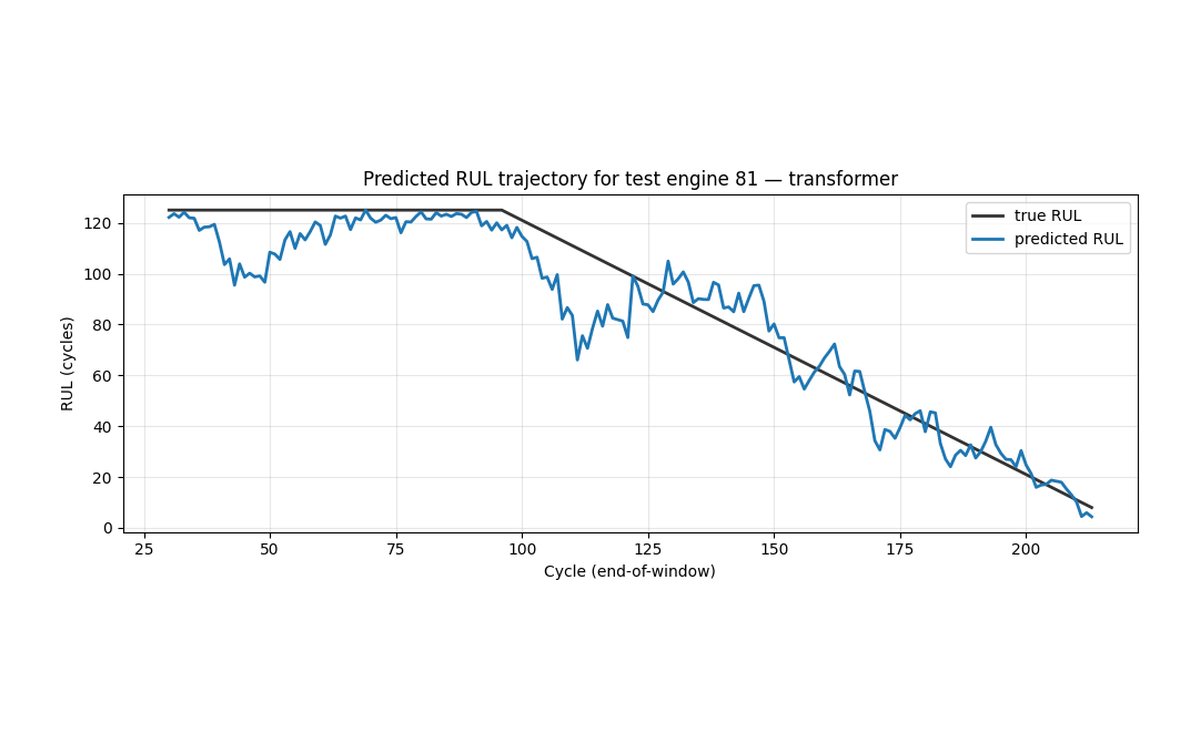 Predicted RUL trajectory for test engine 81 — transformer
true RUL
predicted RUL
120
100
80
60
40
20
0
RUL (cycles)
25 50 75 100 125 150 175 200
Cycle (end-of-window)